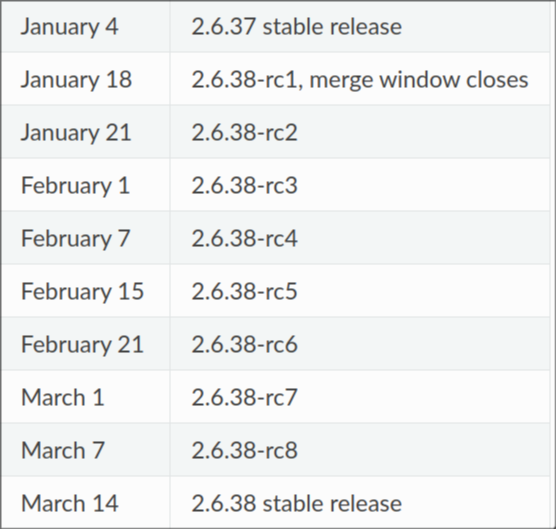 January 4 2.6.37 stable release
January 18 2.6.38-rc1, merge window closes
January 21 2.6.38-rc2
February 1 2.6.38-rc3
February 7 2.6.38-rc4
February 15 2.6.38-rc5
February 21 2.6.38-rc6
March 1 2.6.38-rc7
March 7 2.6.38-rc8
March 14 2.6.38 stable release